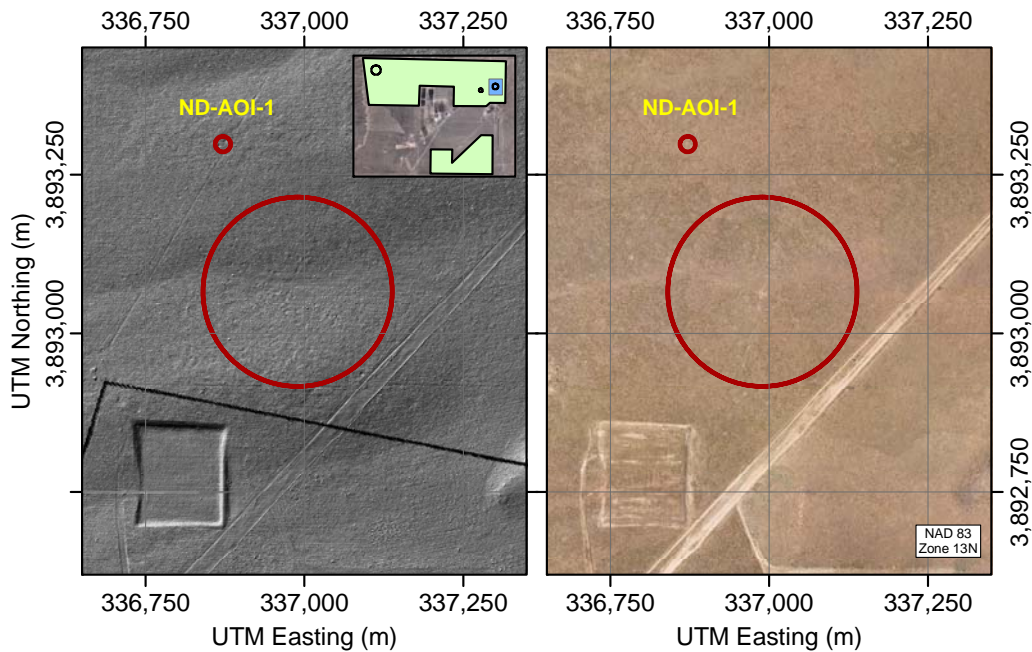 336,750 337,000 337,250
336,750 337,000 337,250
ND-AOI-1
ND-AOI-1
UTM Northing (m)
3,893,250
3,893,000
3,893,250
3,893,000
3,892,750
NAD 83
Zone 13N
336,750 337,000 337,250
336,750 337,000 337,250
UTM Easting (m)
UTM Easting (m)